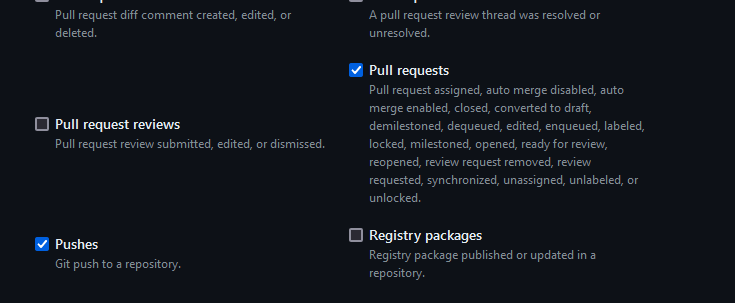 Pull request diff comment created, edited, or
deleted.
A pull request review thread was resolved or
unresolved.
Pull requests
Pull request assigned, auto merge disabled, auto
merge enabled, closed, converted to draft,
demilestoned, dequeued, edited, enqueued, labeled,
locked, milestoned, opened, ready for review,
reopened, review request removed, review
requested, synchronized, unassigned, unlabeled, or
unlocked.
Pull request reviews
Pull request review submitted, edited, or dismissed.
Pushes
Git push to a repository.
Registry packages
Registry package published or updated in a
repository.